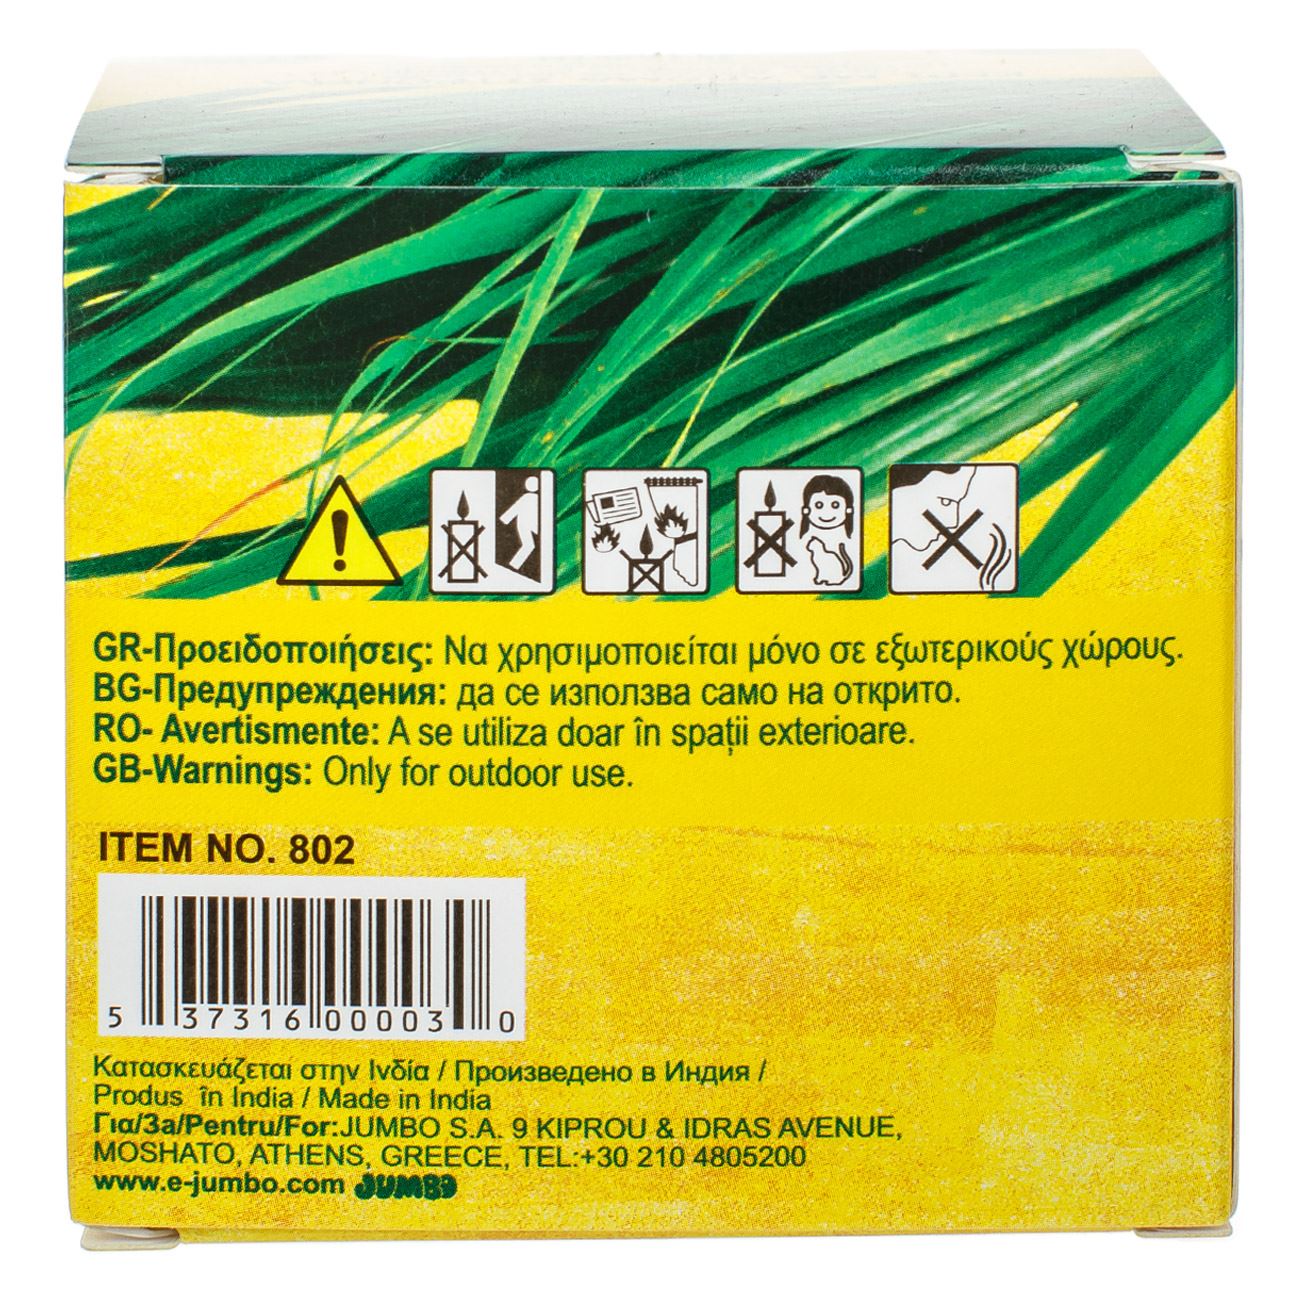 GR-Προειδοποιήσεις: Να χρησιμοποιείται μόνο σε εξωτερικούς χώρους.
BG-Предупреждения: да се използва само на открито.
RO- Avertismente: A se utiliza doar în spații exterioare.
GB-Warnings: Only for outdoor use.
ITEM NO. 802
5 37316 00003 0
Κατασκευάζεται στην Ινδία / Произведено в Индия /
Produs în India / Made in India
Για/За/Pentru/For:JUMBO S.A. 9 KIPROU & IDRAS AVENUE,
MOSHATO, ATHENS, GREECE, TEL:+30 210 4805200
www.e-jumbo.com JUMBO